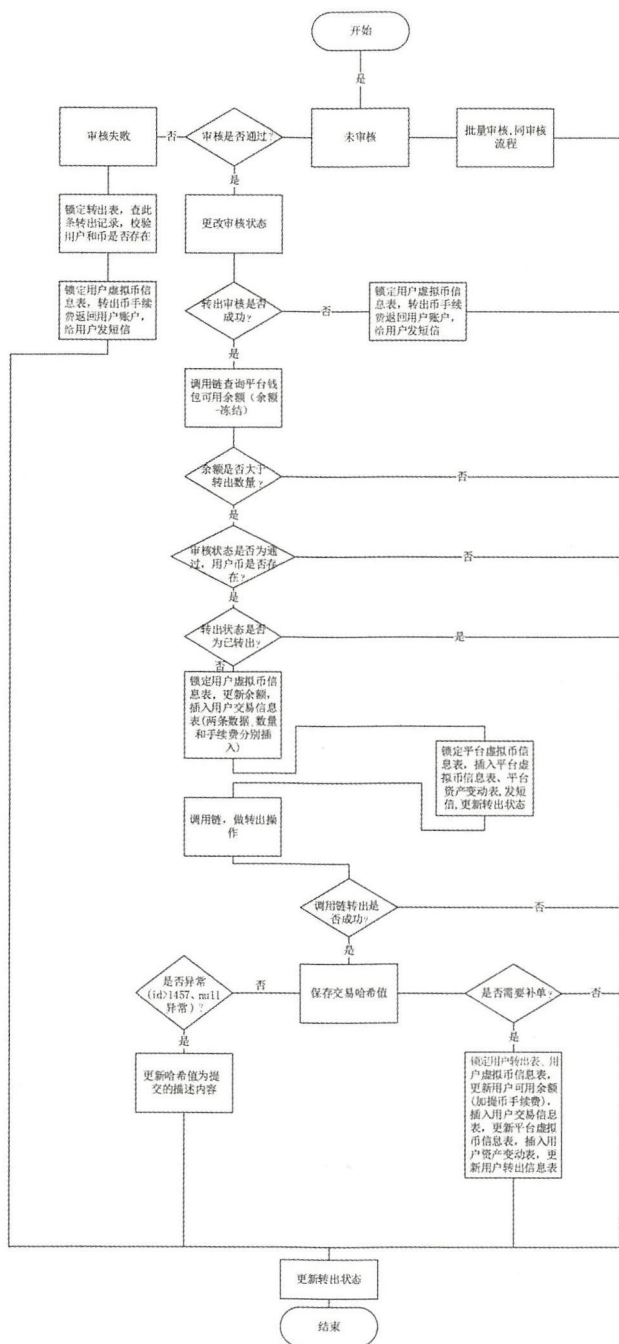 开始
是
审核失败
否
审核是否通过?
未审核
批量审核,同审核
流程
是
锁定转出表，查此
条转出记录，校验
用户和币是否存在
更改审核状态
锁定用户虚拟币信
息表，转出币手续
费返回用户账户，
给用户发短信
转出审核是否
成功?
否
锁定用户虚拟币信
息表，转出币手续
费返回用户账户，
给用户发短信
是
调用链查询平台钱
包可用余额（余额
-冻结）
余额是否大于
转出数量?
否
是
审核状态是否为通
过，用户币是否存
在?
否
是
转出状态是否
为已转出?
是
否
锁定用户虚拟币信
息表，更新余额，
插入用户交易信息
表(两条数据、数量
和手续费分别插
入)
锁定平台虚拟币信
息表，插入平台虚
拟币信息表、平台
资产变动表,发短
信,更新转出状态
调用链，做转出操
作
调用链转出是
否成功?
否
是
是否异常
(id>1457、null
异常)?
否
保存交易哈希值
是否需要补单?
否
是
是
更新哈希值为提
交的描述内容
锁定用户转出表、用
户虚拟币信息表，
更新用户可用余额
(加提币手续费)，
插入用户交易信息
表，更新平台虚拟
币信息表，插入用
户资产变动表，更
新用户转出信息表
更新转出状态
结束